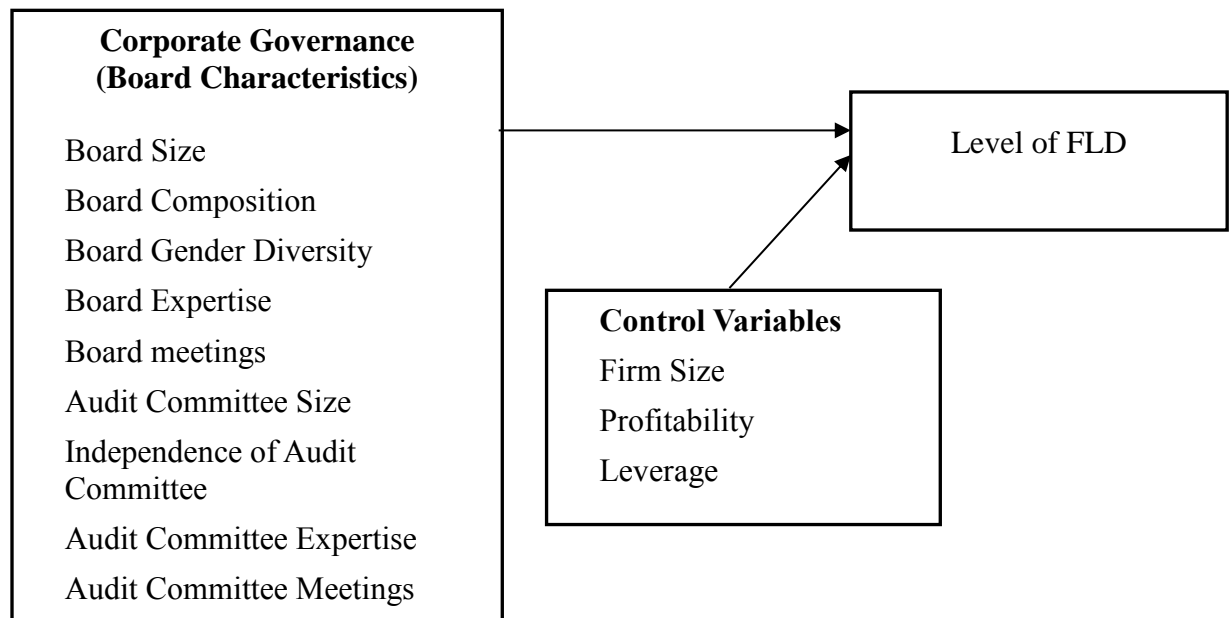 Corporate Governance
(Board Characteristics)
Board Size
Board Composition
Board Gender Diversity
Board Expertise
Board meetings
Audit Committee Size
Independence of Audit
Committee
Audit Committee Expertise
Audit Committee Meetings
Level of FLD
Control Variables
Firm Size
Profitability
Leverage